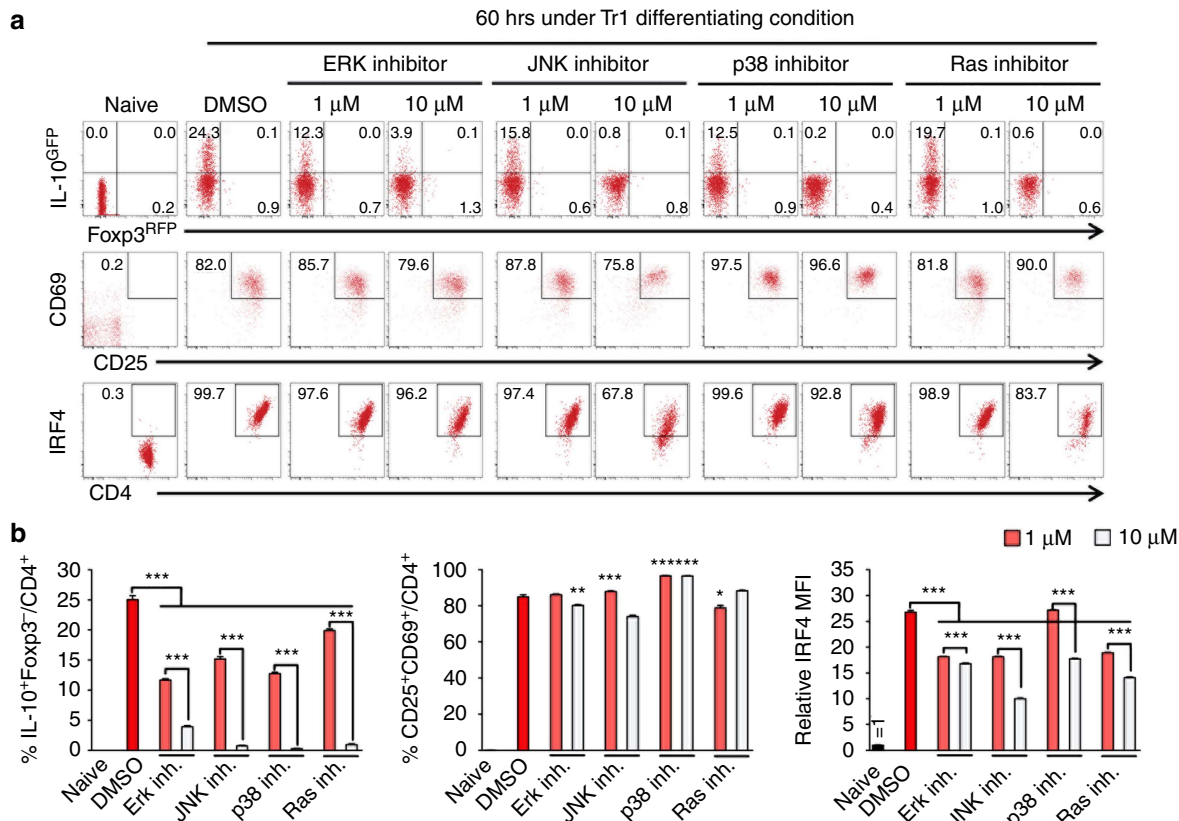 a
60 hrs under Tr1 differentiating condition
ERK inhibitor JNK inhibitor p38 inhibitor Ras inhibitor
Naive DMSO 1 μM 10 μM 1 μM 10 μM 1 μM 10 μM 1 μM 10 μM
IL-10GFP
0.0 0.0 24.3 0.1 12.3 0.0 3.9 0.1 15.8 0.0 0.8 0.1 12.5 0.1 0.2 0.0 19.7 0.1 0.6 0.0
0.2 0.9 0.7 1.3 0.6 0.8 0.9 0.4 1.0 0.6
Foxp3RFP
CD69
0.2 82.0 85.7 79.6 87.8 75.8 97.5 96.6 81.8 90.0
CD25
IRF4
0.3 99.7 97.6 96.2 97.4 67.8 99.6 92.8 98.9 83.7
CD4
b
1 μM 10 μM
% IL-10+Foxp3−/CD4+
30
25
20
15
10
5
0
*** *** *** *** ***
Naive DMSO Erk inh. JNK inh. p38 inh. Ras inh.
% CD25+CD69+/CD4+
100
80
60
40
20
0
** *** *** *** *
Naive DMSO Erk inh. JNK inh. p38 inh. Ras inh.
Relative IRF4 MFI
35
30
25
20
15
10
5
0
=1
*** *** *** *** ***
Naive DMSO Erk inh. JNK inh. p38 inh. Ras inh.